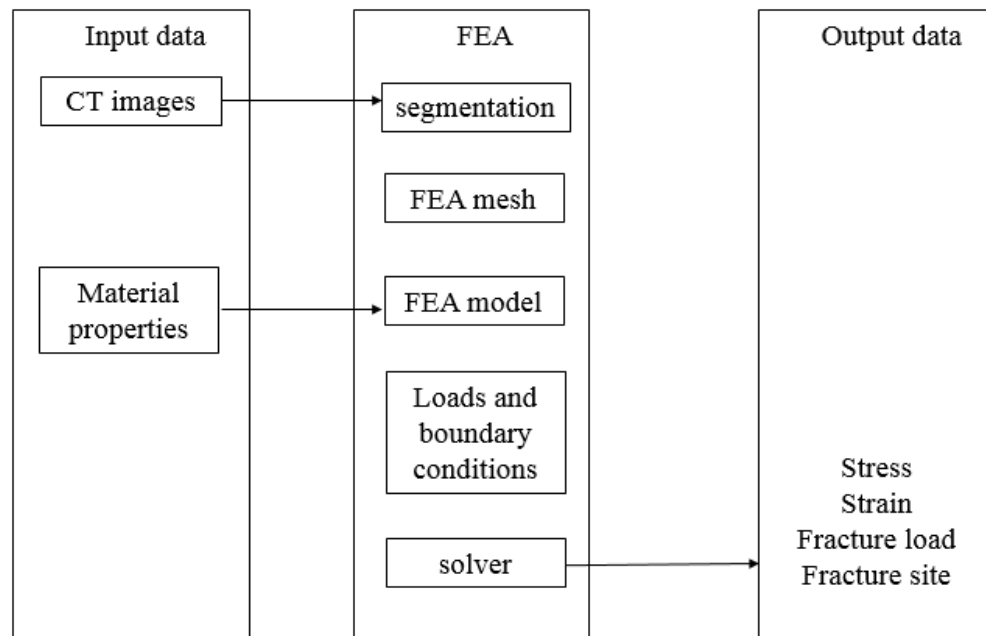 Input data
CT images
Material
properties
FEA
segmentation
FEA mesh
FEA model
Loads and
boundary
conditions
solver
Output data
Stress
Strain
Fracture load
Fracture site